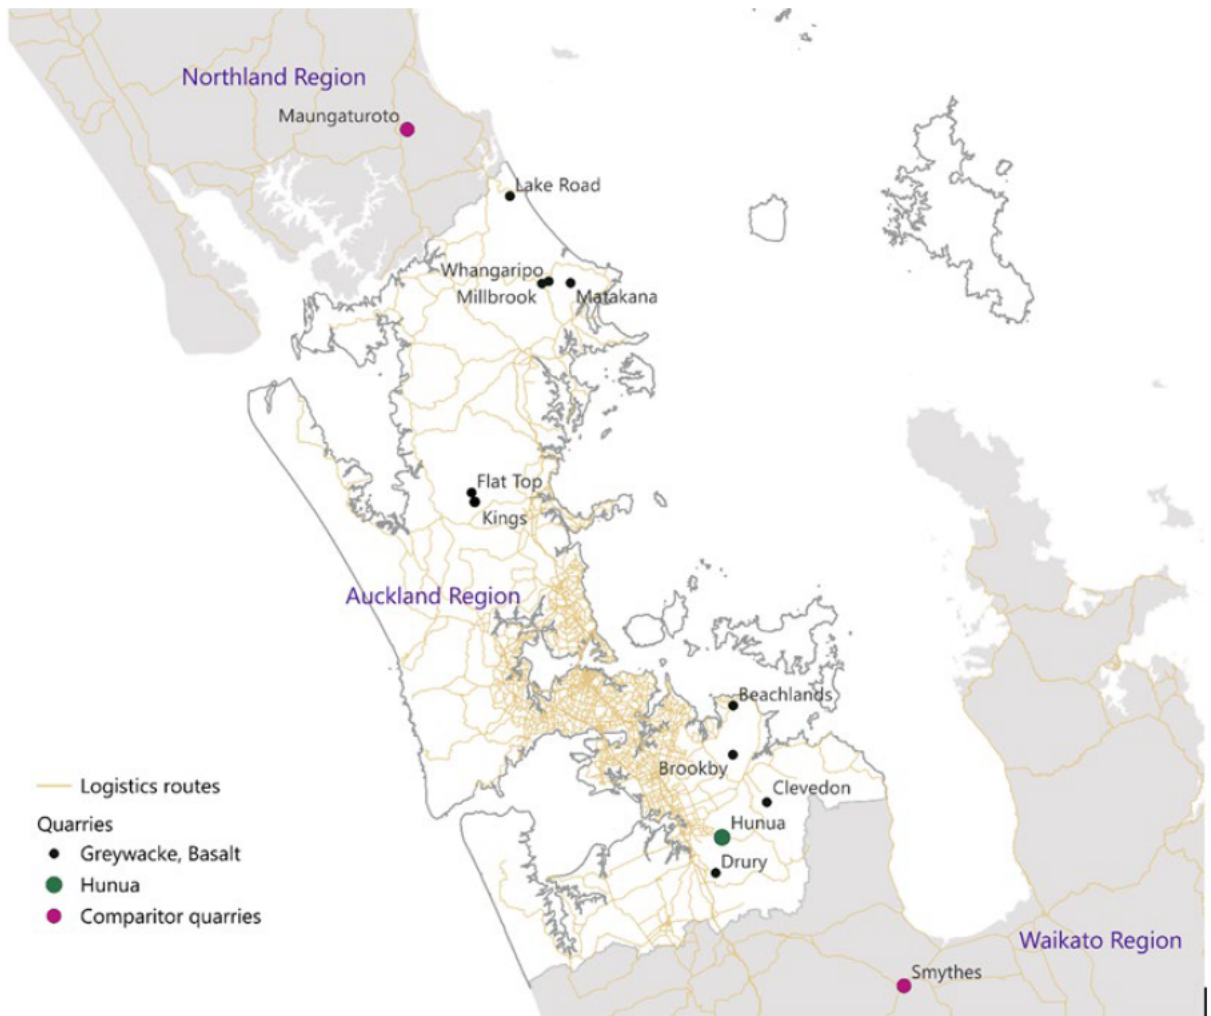 Northland Region
Maungaturoto
Lake Road
Whangaripo
Millbrook
Matakana
Flat Top
Kings
Auckland Region
Beachlands
Brookby
Clevedon
Hunua
Drury
Logistics routes
Quarries
Greywacke, Basalt
Hunua
Comparitor quarries
Waikato Region
Smythes